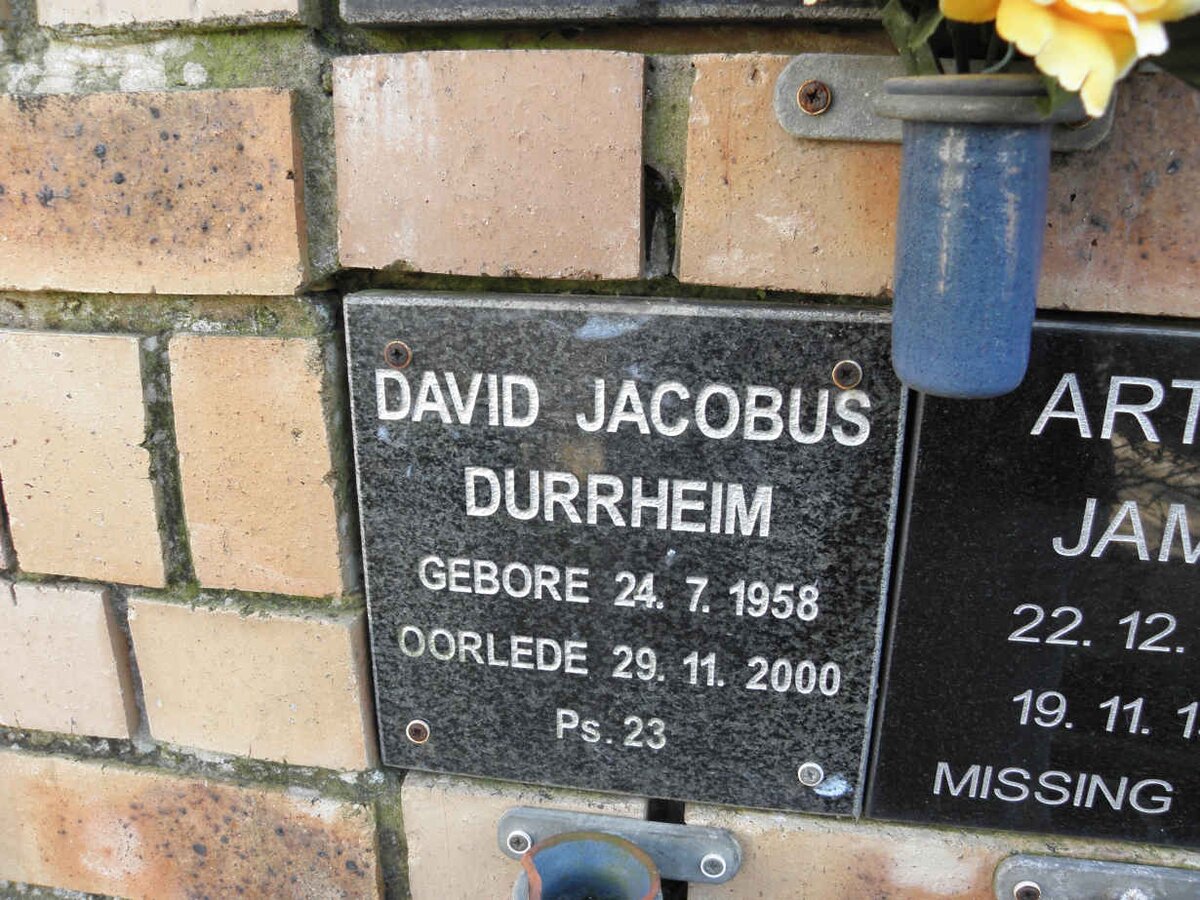 DAVID JACOBUS
DURRHEIM
GEBORE 24. 7. 1958
OORLEDE 29. 11. 2000
Ps. 23
22. 12.
19. 11.
MISSING